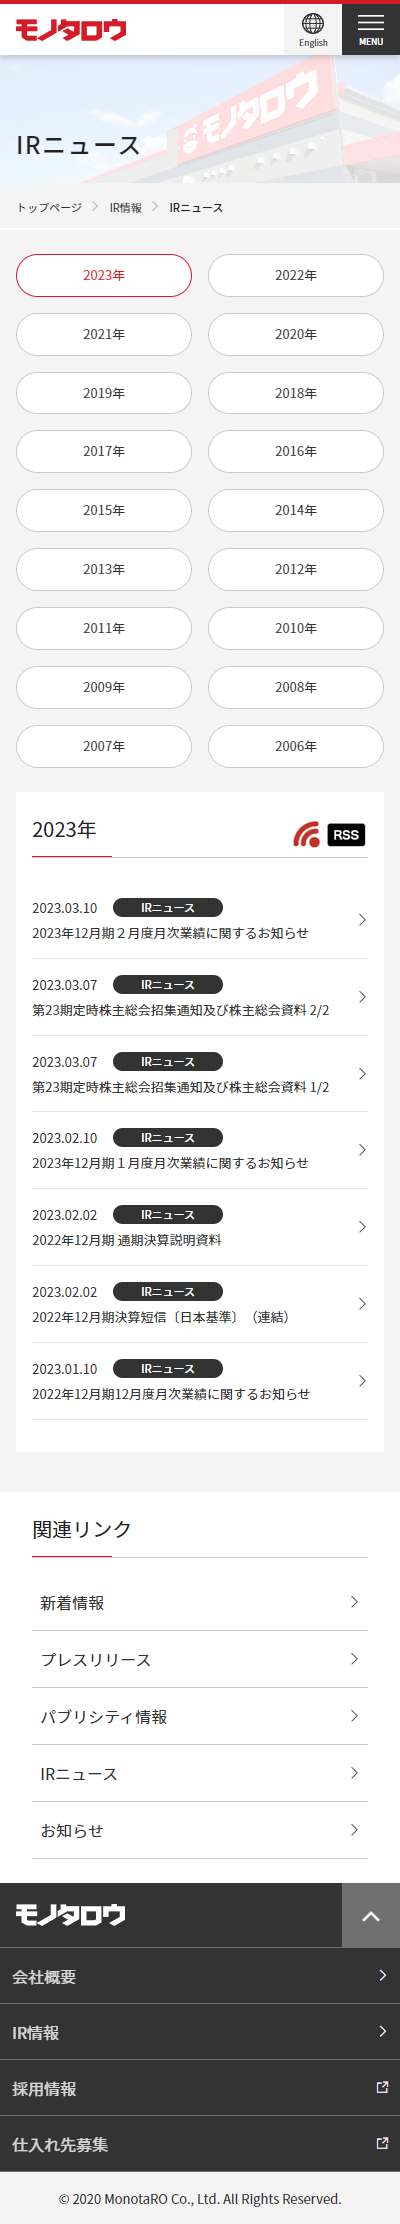 モノタロウ
English
MENU
モノタロウ
IRニュース
トップページ IR情報 IRニュース
2023年 2022年
2021年 2020年
2019年 2018年
2017年 2016年
2015年 2014年
2013年 2012年
2011年 2010年
2009年 2008年
2007年 2006年
2023年
RSS
2023.03.10 IRニュース
2023年12月期２月度月次業績に関するお知らせ
2023.03.07 IRニュース
第23期定時株主総会招集通知及び株主総会資料 2/2
2023.03.07 IRニュース
第23期定時株主総会招集通知及び株主総会資料 1/2
2023.02.10 IRニュース
2023年12月期１月度月次業績に関するお知らせ
2023.02.02 IRニュース
2022年12月期 通期決算説明資料
2023.02.02 IRニュース
2022年12月期決算短信〔日本基準〕（連結）
2023.01.10 IRニュース
2022年12月期12月度月次業績に関するお知らせ
関連リンク
新着情報
プレスリリース
パブリシティ情報
IRニュース
お知らせ
モノタロウ
会社概要
IR情報
採用情報
仕入れ先募集
© 2020 MonotaRO Co., Ltd. All Rights Reserved.